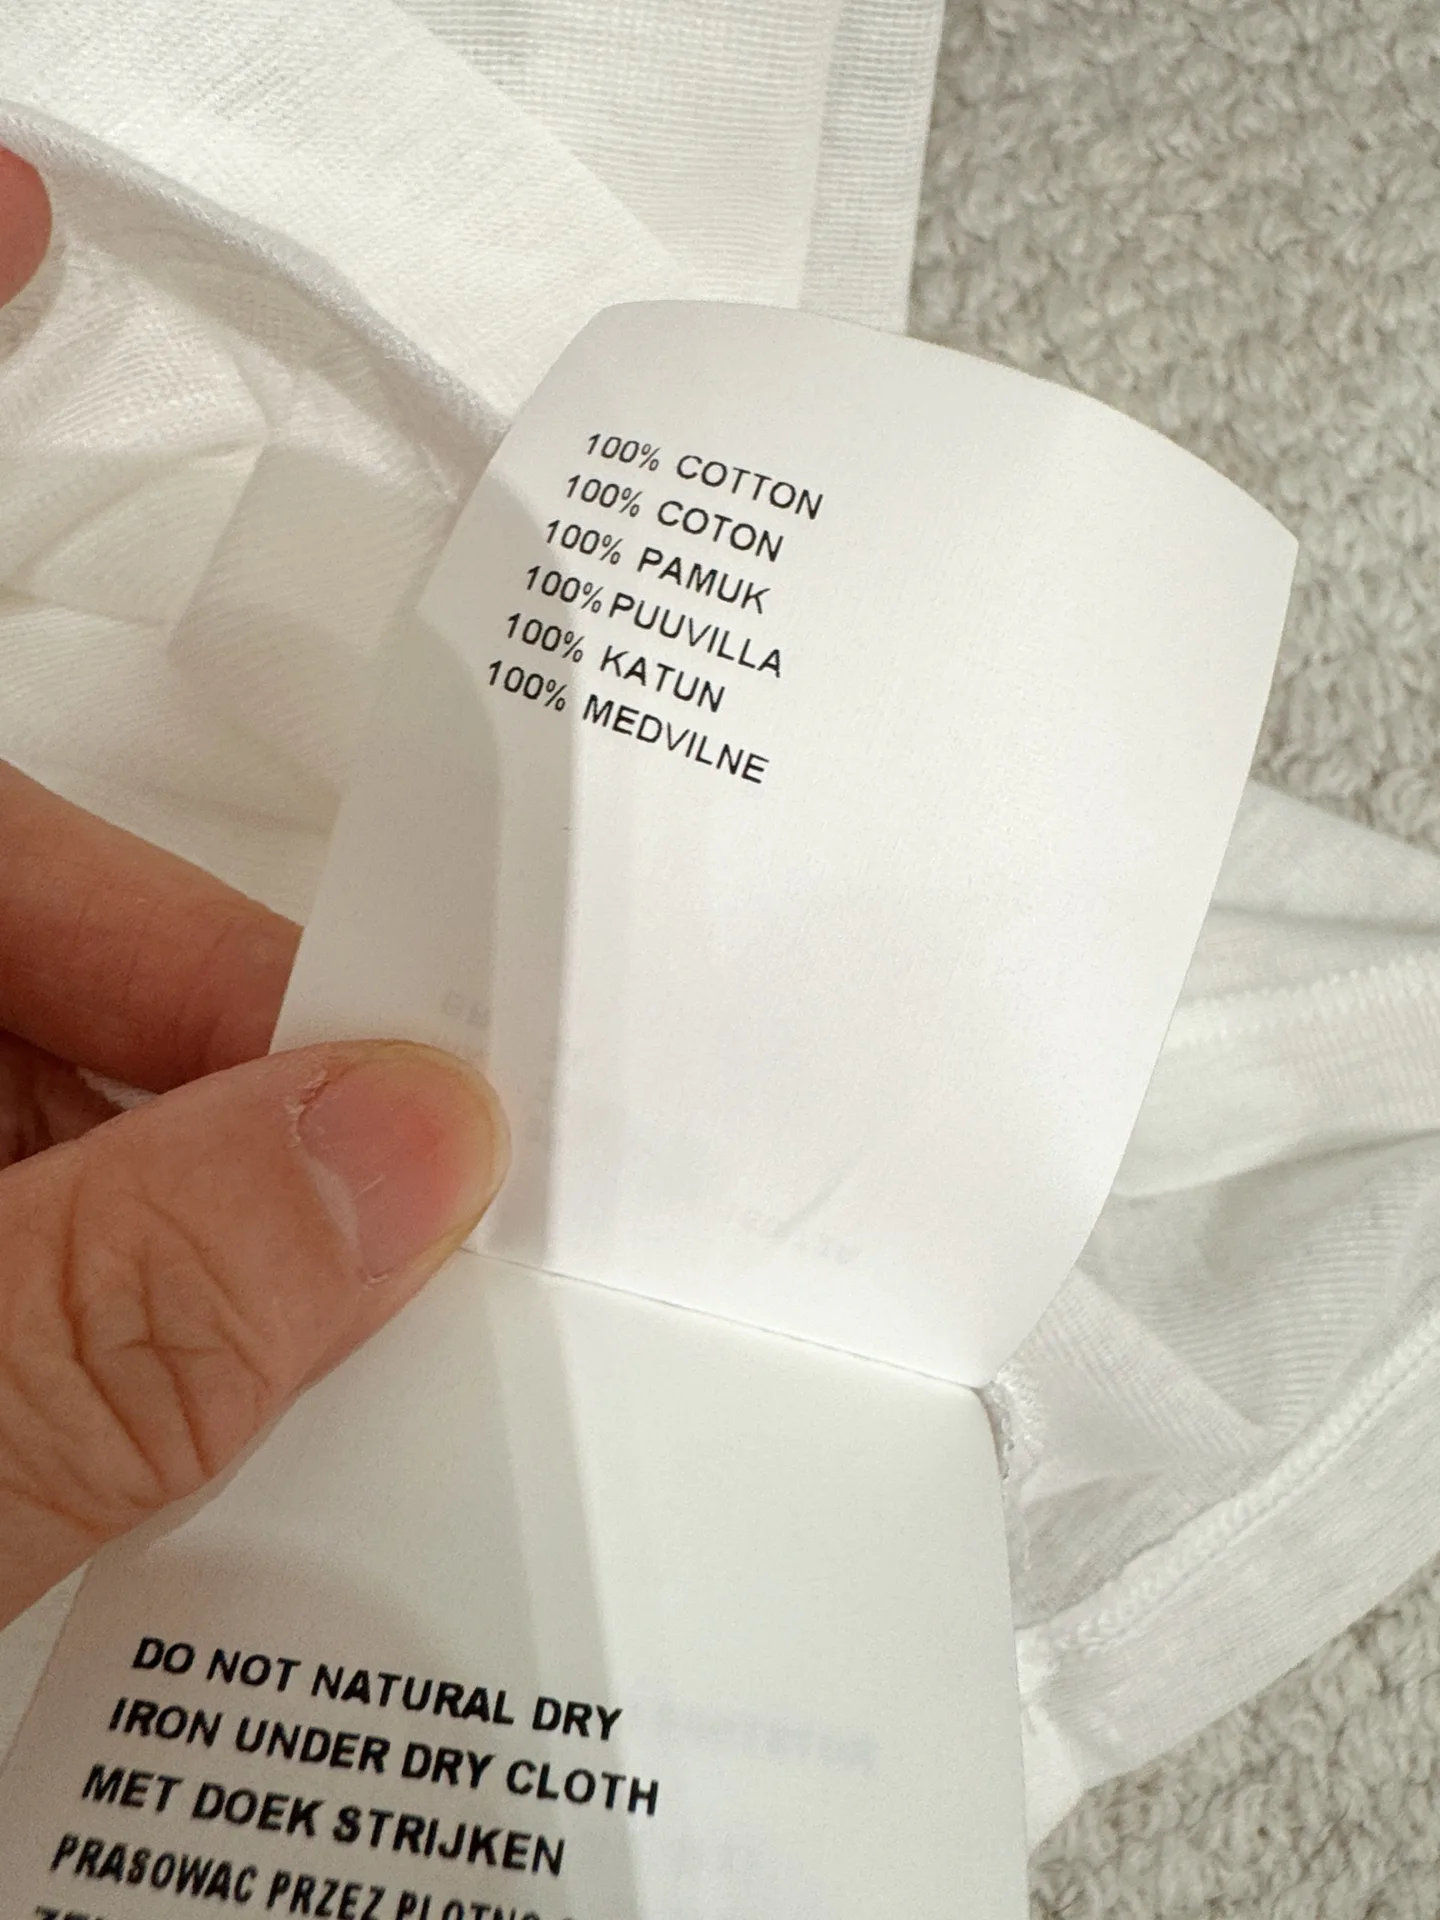 100% COTTON
100% COTON
100% PAMUK
100% PUUVILLA
100% KATUN
100% MEDVILNE
DO NOT NATURAL DRY
IRON UNDER DRY CLOTH
MET DOEK STRIJKEN
PRASOWAC PRZEZ PLOTNO